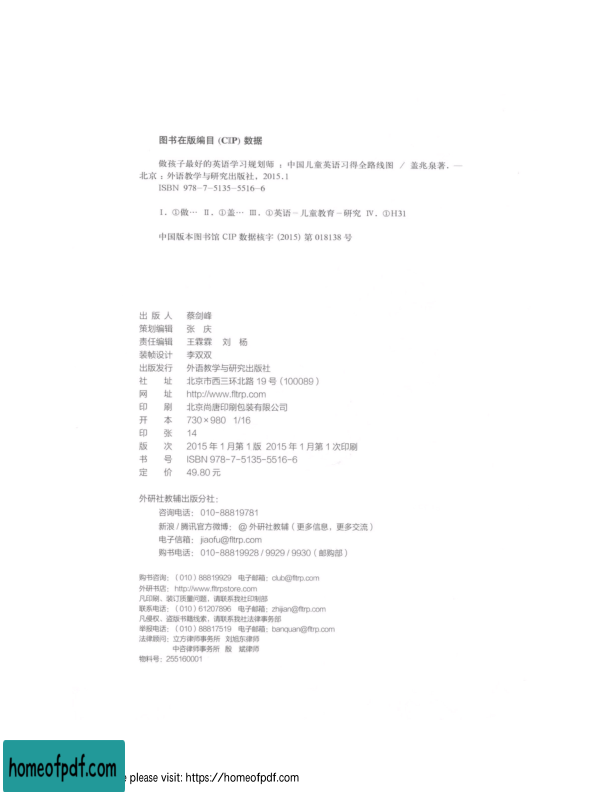 图书在版编目(CIP)数据
做孩子最好的英语学习规划师 ：中国儿童英语习得全路线图 / 盖兆泉著. —
北京 ：外语教学与研究出版社，2015.1
ISBN 978-7-5135-5516-6
Ⅰ. ①做… Ⅱ. ①盖… Ⅲ. ①英语－儿童教育－研究 Ⅳ. ①H31
中国版本图书馆 CIP 数据核字 (2015) 第 018138 号
出 版 人 蔡剑峰
策划编辑 张 庆
责任编辑 王霖霖 刘 杨
装帧设计 李双双
出版发行 外语教学与研究出版社
社 址 北京市西三环北路 19 号（100089）
网 址 http://www.fltrp.com
印 刷 北京尚唐印刷包装有限公司
开 本 730×980 1/16
印 张 14
版 次 2015 年 1 月第 1 版 2015 年 1 月第 1 次印刷
书 号 ISBN 978-7-5135-5516-6
定 价 49.80 元
外研社教辅出版分社：
咨询电话：010-88819781
新浪 / 腾讯官方微博：@ 外研社教辅（更多信息，更多交流）
电子信箱：jiaofu@fltrp.com
购书电话：010-88819928 / 9929 / 9930（邮购部）
购书咨询：（010）88819929 电子邮箱：club@fltrp.com
外研书店：http://www.fltrpstore.com
凡印刷、装订质量问题，请联系我社印制部
联系电话：（010）61207896 电子邮箱：zhijian@fltrp.com
凡侵权、盗版书籍线索，请联系我社法律事务部
举报电话：（010）88817519 电子邮箱：banquan@fltrp.com
法律顾问：立方律师事务所 刘旭东律师
中咨律师事务所 殷 斌律师
物料号：255160001
homeofpdf.com
please visit: https://homeofpdf.com